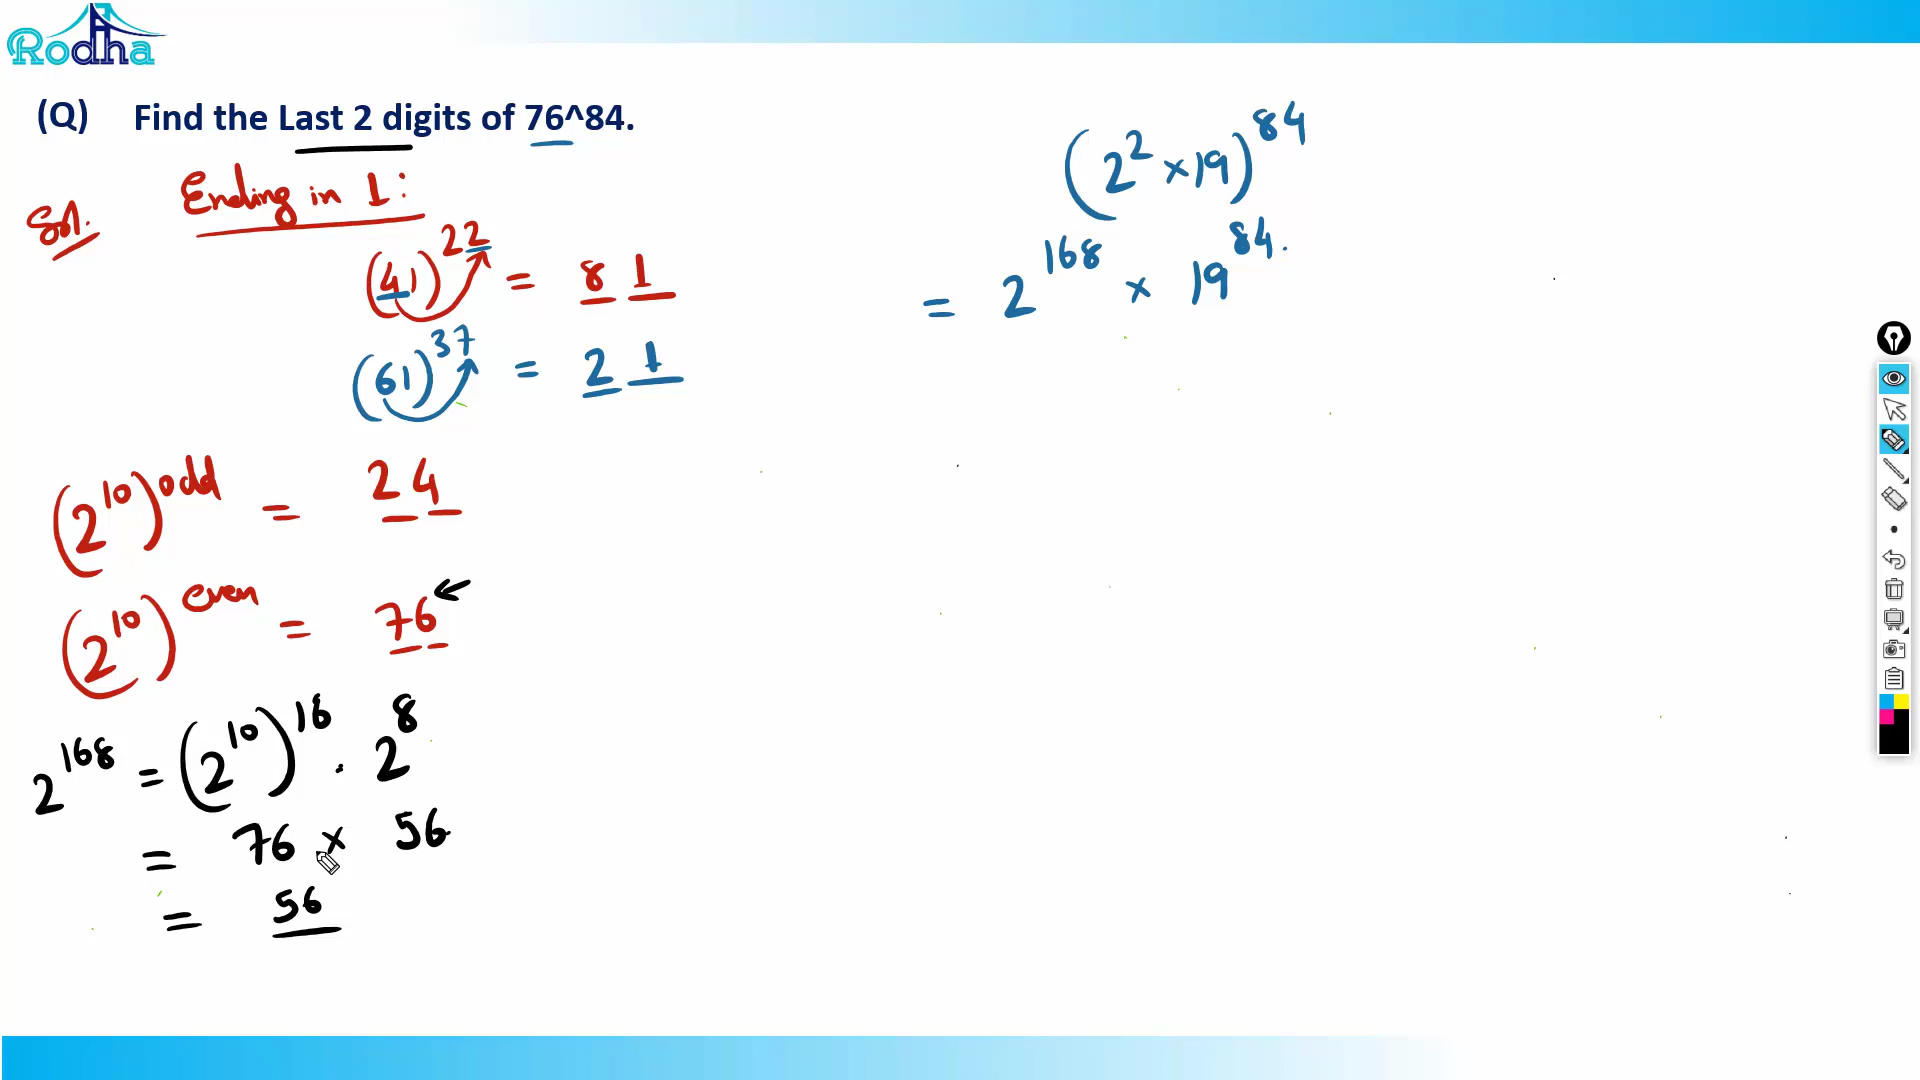 Rodha
(Q) Find the Last 2 digits of 76^84.
Sol.
Ending in 1:
(41)^22 = 81
(61)^37 = 21
(2^10)^odd = 24
(2^10)^even = 76 ←
2^168 = (2^10)^16 . 2^8
= 76 × 56
= 56
(2^2 × 19)^84
= 2^168 × 19^84.